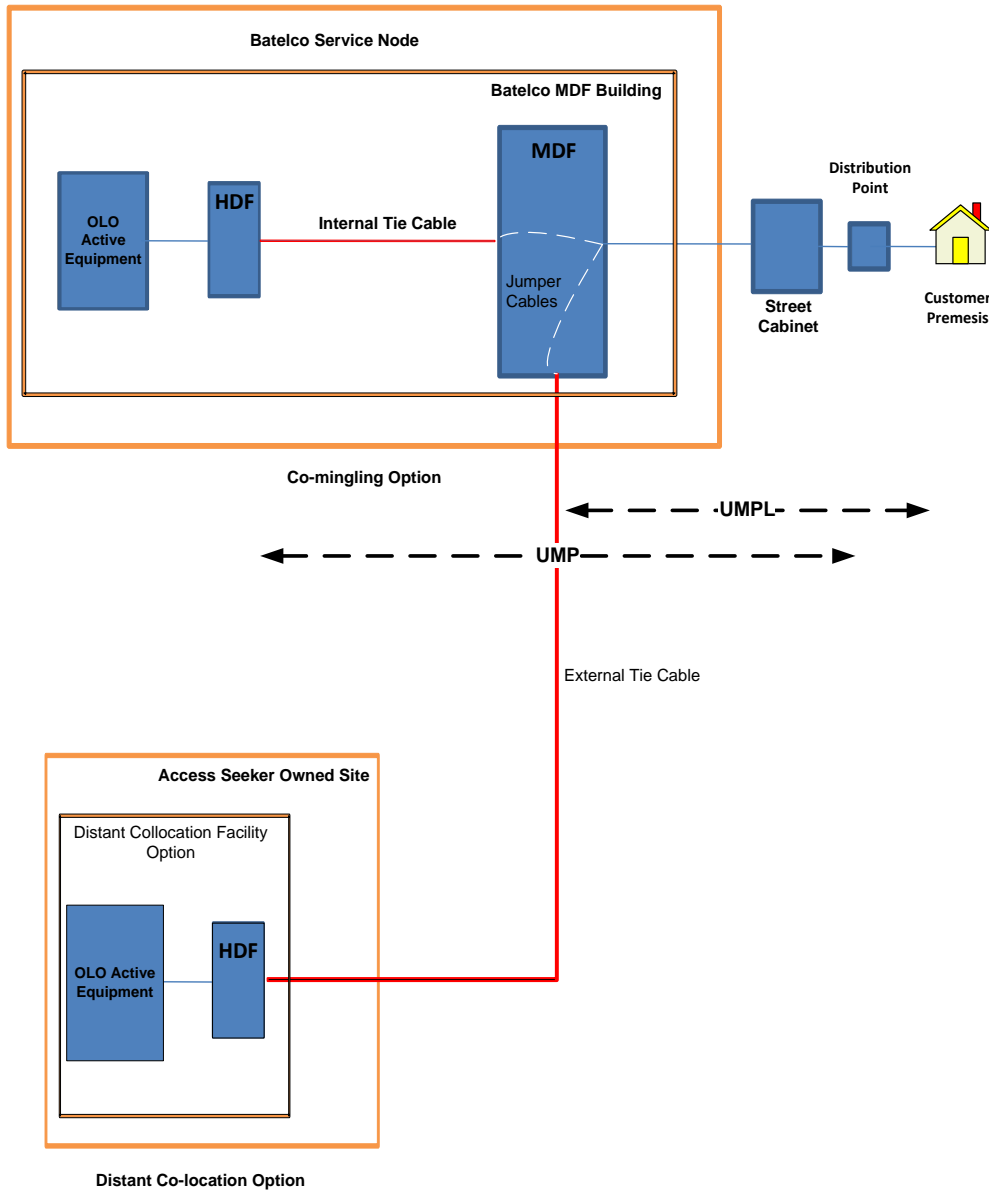 Batelco Service Node
Batelco MDF Building
MDF
HDF
OLO
Active
Equipment
Internal Tie Cable
Jumper
Cables
Distribution
Point
Street
Cabinet
Customer
Premesis
Co-mingling Option
UMPL
UMP
External Tie Cable
Access Seeker Owned Site
Distant Collocation Facility
Option
HDF
OLO Active
Equipment
Distant Co-location Option